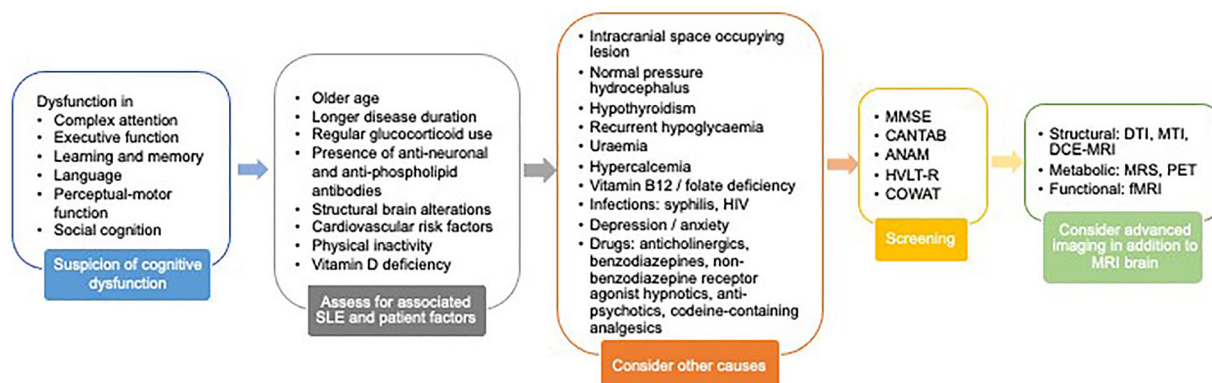 Dysfunction in
• Complex attention
• Executive function
• Learning and memory
• Language
• Perceptual-motor
function
• Social cognition
Suspicion of cognitive
dysfunction
• Older age
• Longer disease duration
• Regular glucocorticoid use
• Presence of anti-neuronal
and anti-phospholipid
antibodies
• Structural brain alterations
• Cardiovascular risk factors
• Physical inactivity
• Vitamin D deficiency
Assess for associated
SLE and patient factors
• Intracranial space occupying
lesion
• Normal pressure
hydrocephalus
• Hypothyroidism
• Recurrent hypoglycaemia
• Uraemia
• Hypercalcemia
• Vitamin B12 / folate deficiency
• Infections: syphilis, HIV
• Depression / anxiety
• Drugs: anticholinergics,
benzodiazepines, non-
benzodiazepine receptor
agonist hypnotics, anti-
psychotics, codeine-containing
analgesics
Consider other causes
• MMSE
• CANTAB
• ANAM
• HVLT-R
• COWAT
Screening
• Structural: DTI, MTI,
DCE-MRI
• Metabolic: MRS, PET
• Functional: fMRI
Consider advanced
imaging in addition to
MRI brain